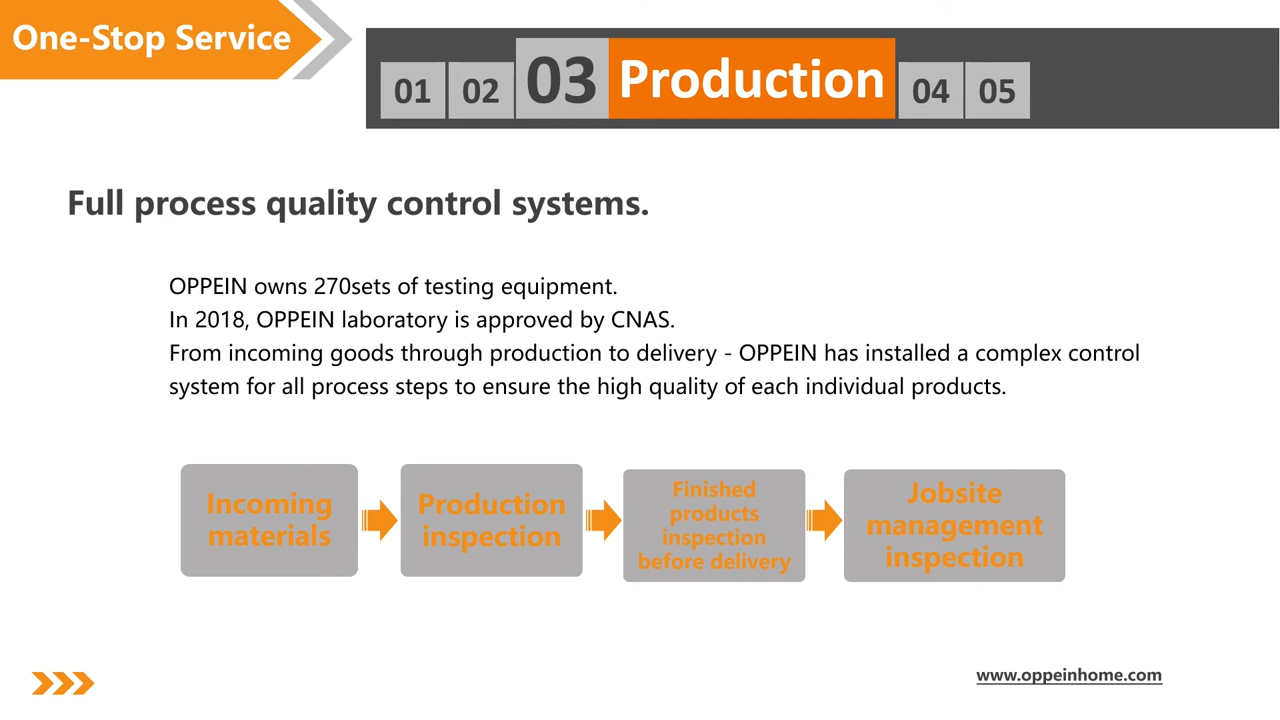 One-Stop Service
01 02 03 Production 04 05
Full process quality control systems.
OPPEIN owns 270sets of testing equipment.
In 2018, OPPEIN laboratory is approved by CNAS.
From incoming goods through production to delivery - OPPEIN has installed a complex control
system for all process steps to ensure the high quality of each individual products.
Incoming
materials
Production
inspection
Finished
products
inspection
before delivery
Jobsite
management
inspection
www.oppeinhome.com